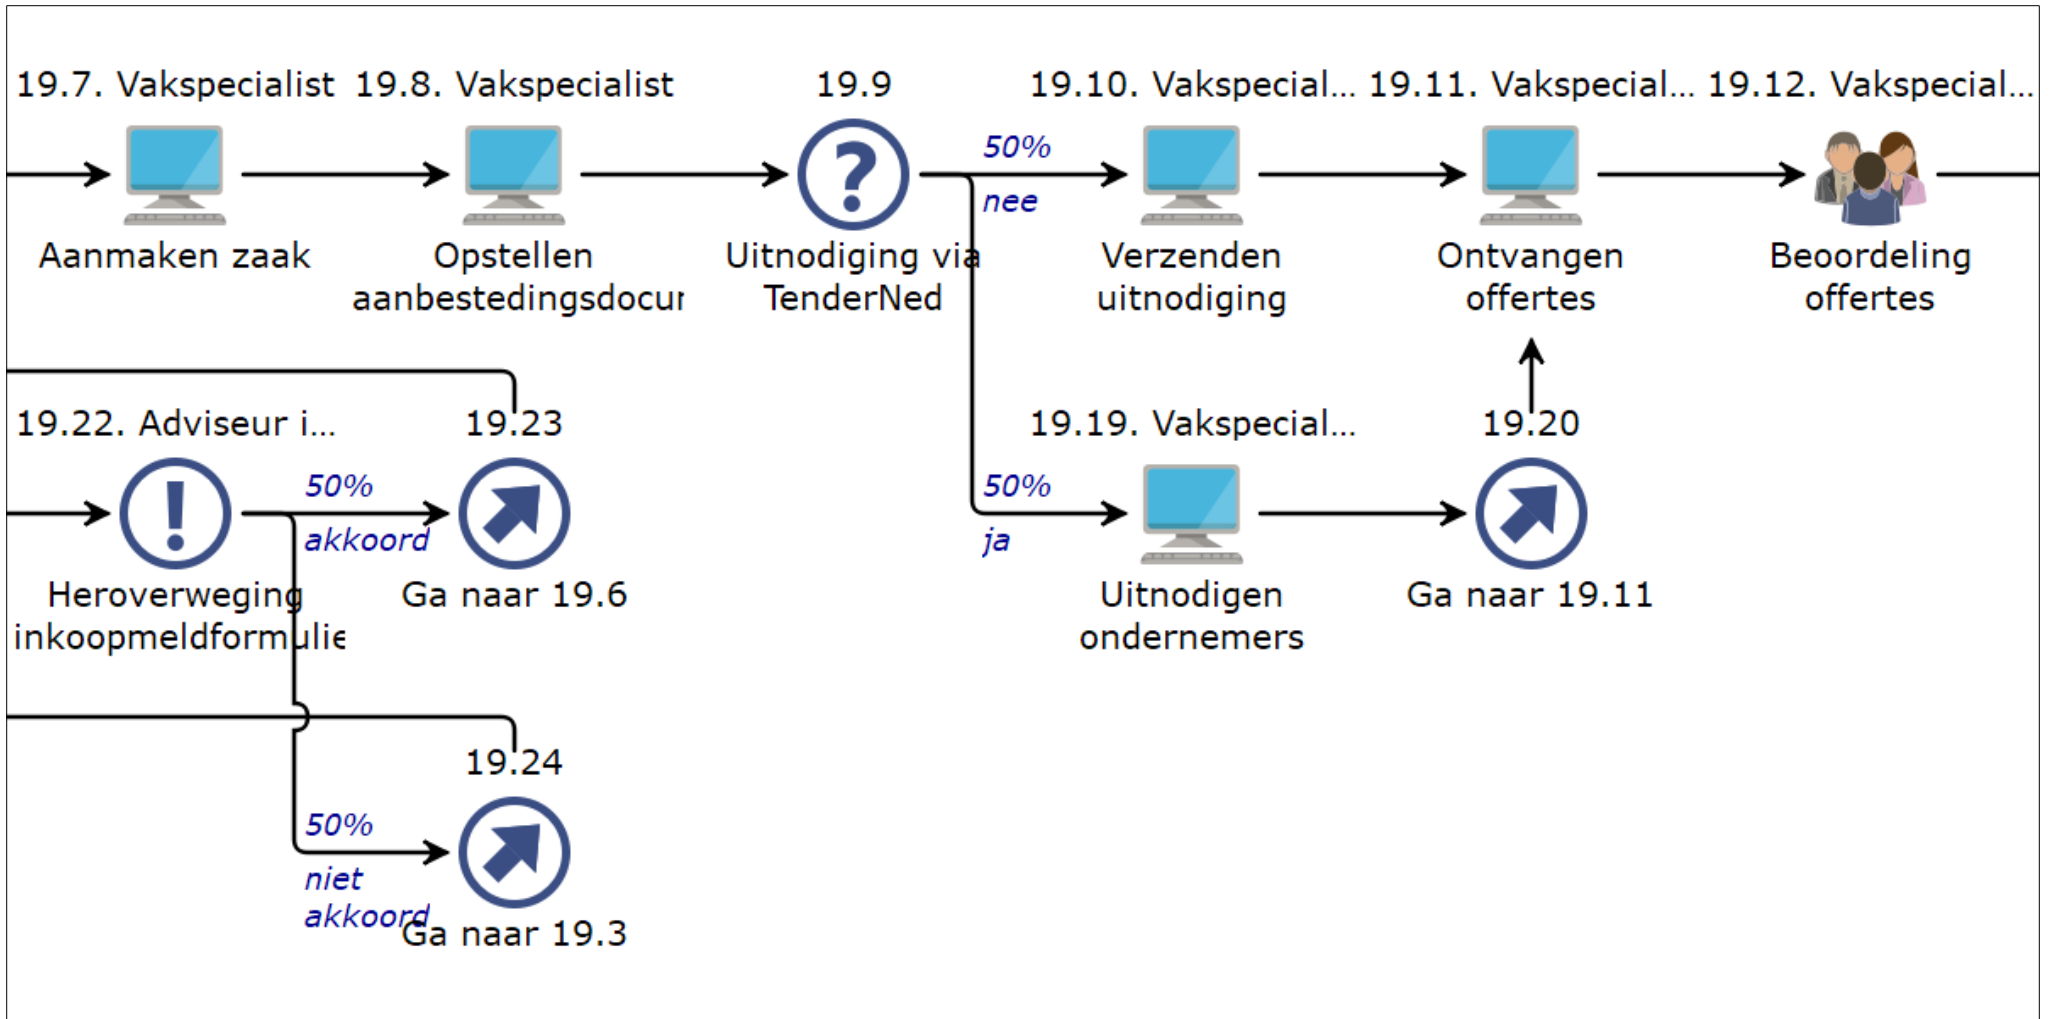 19.7. Vakspecialist
19.8. Vakspecialist
19.9
19.10. Vakspecial...
19.11. Vakspecial...
19.12. Vakspecial...
50%
nee
Aanmaken zaak
Opstellen
aanbestedingsdocur
Uitnodiging via
TenderNed
Verzenden
uitnodiging
Ontvangen
offertes
Beoordeling
offertes
19.22. Adviseur i...
19.23
19.19. Vakspecial...
19.20
50%
akkoord
50%
ja
Heroverweging
inkoopmeldformulie
Ga naar 19.6
Uitnodigen
ondernemers
Ga naar 19.11
19.24
50%
niet
akkoord
Ga naar 19.3